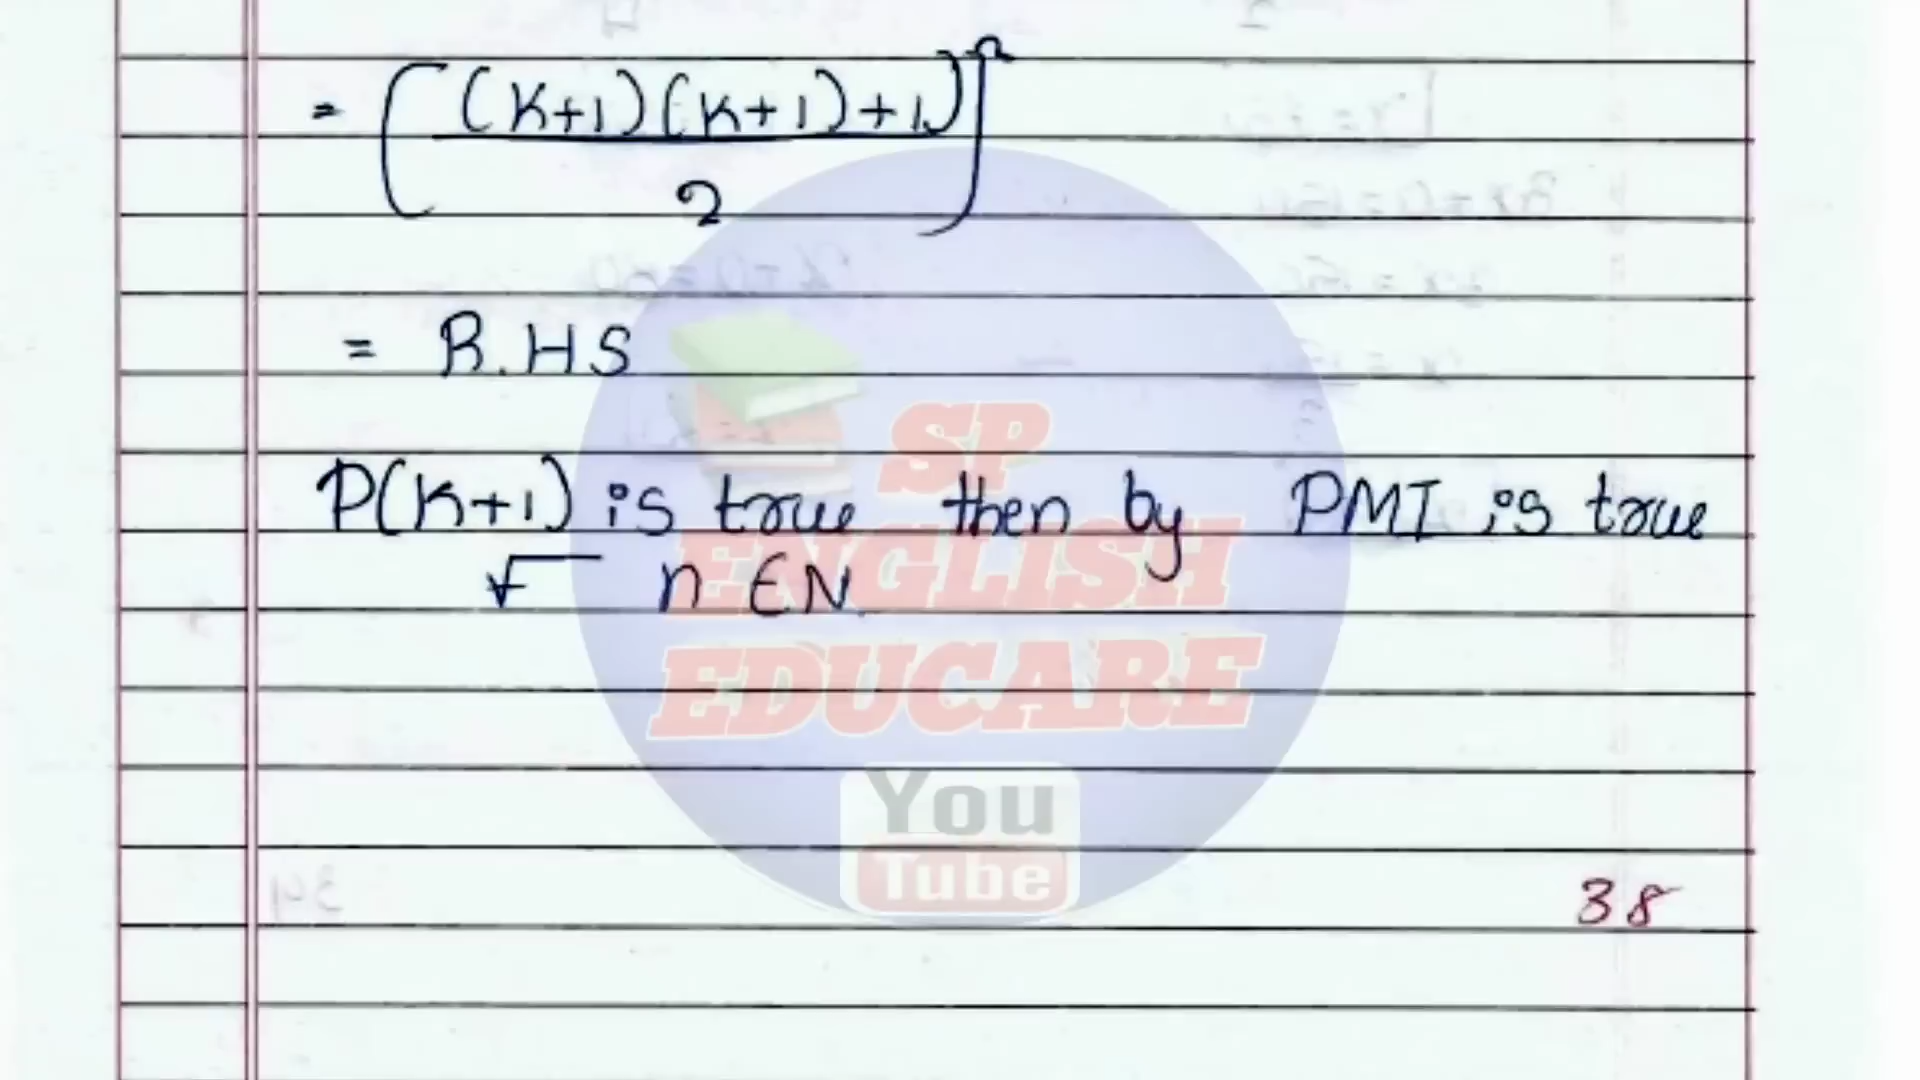 = [(K+1)(K+1)+1)/2]²
= R.HS
P(K+1) is true then by PMI is true
√ n ∈ N
SP
ENGLISH
EDUCARE
You
Tube
38